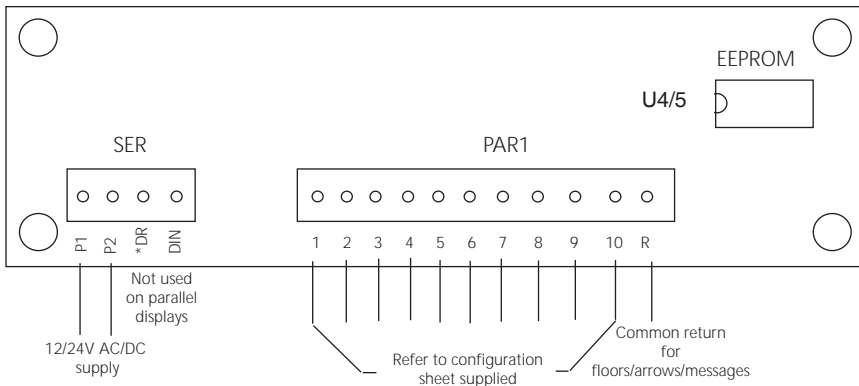 EEPROM
U4/5
SER
PAR1
P1
P2
*DR
DIN
1 2 3 4 5 6 7 8 9 10 R
Not used
on parallel
displays
12/24V AC/DC
supply
Refer to configuration
sheet supplied
Common return
for
floors/arrows/messages